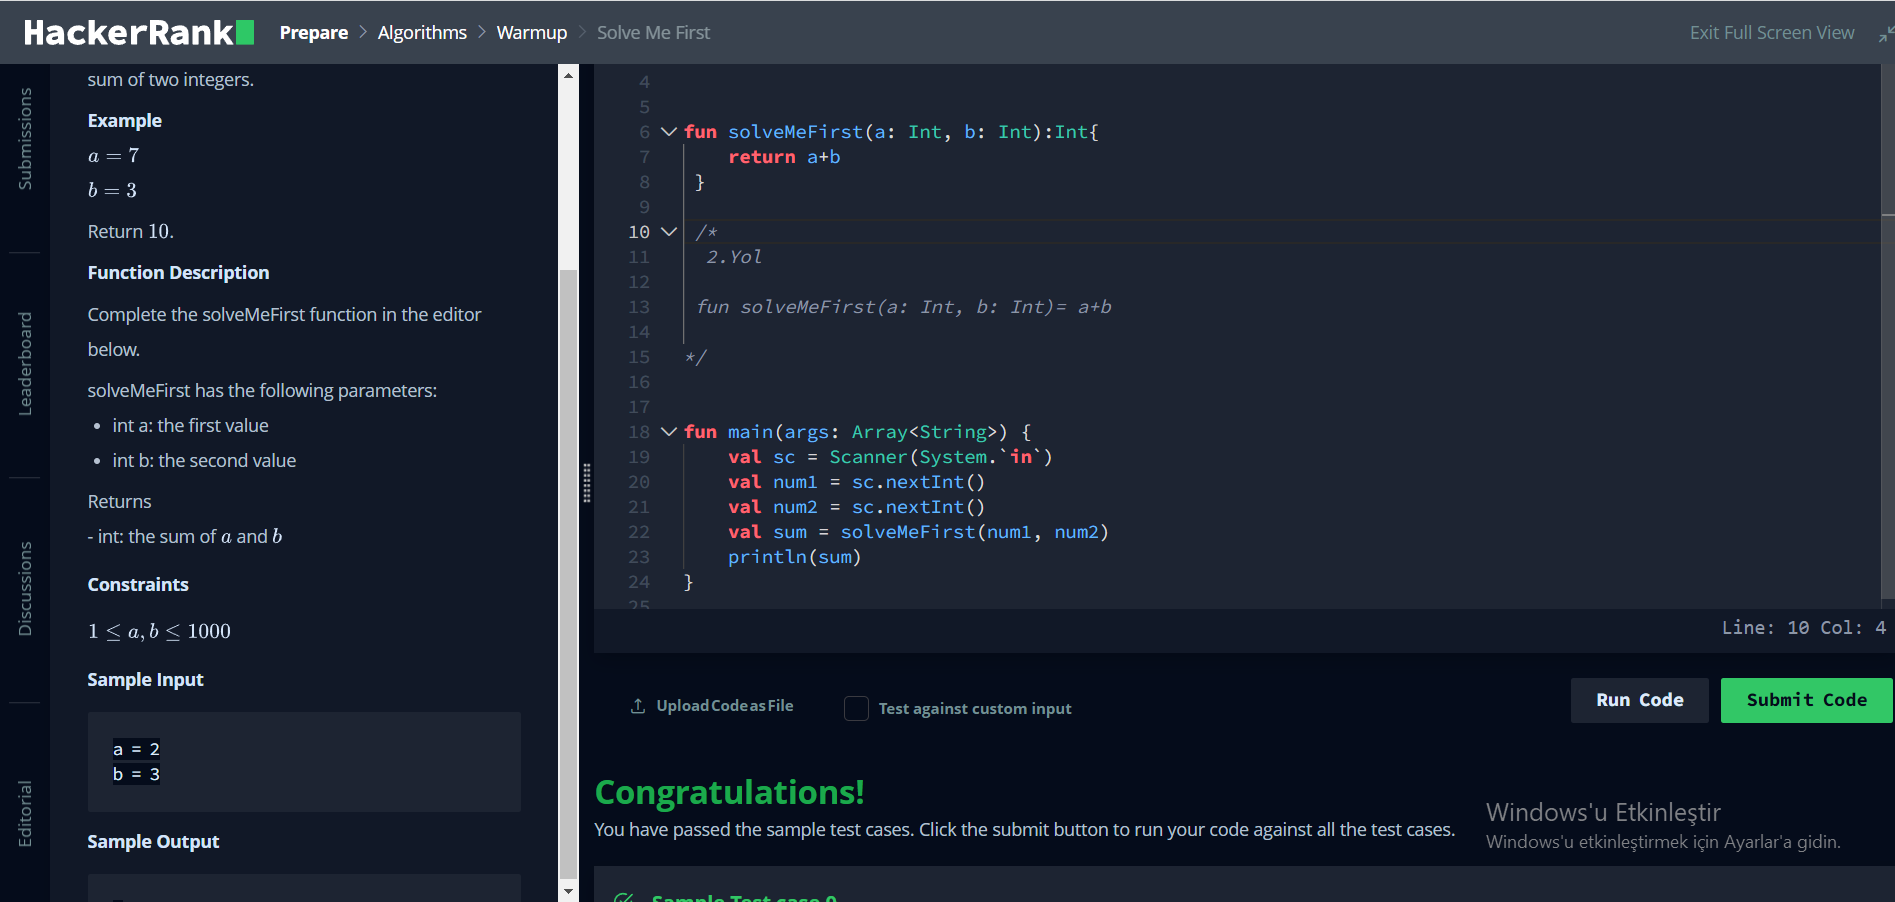 HackerRank
Prepare > Algorithms > Warmup > Solve Me First
Exit Full Screen View
Submissions
Leaderboard
Discussions
Editorial
sum of two integers.
Example
a = 7
b = 3
Return 10.
Function Description
Complete the solveMeFirst function in the editor
below.
solveMeFirst has the following parameters:
• int a: the first value
• int b: the second value
Returns
- int: the sum of a and b
Constraints
1 ≤ a, b ≤ 1000
Sample Input
a = 2
b = 3
Sample Output
4
5
6 fun solveMeFirst(a: Int, b: Int):Int{
7 return a+b
8 }
9
10 /*
11 2.Yol
12
13 fun solveMeFirst(a: Int, b: Int)= a+b
14
15 */
16
17
18 fun main(args: Array<String>) {
19 val sc = Scanner(System.`in`)
20 val num1 = sc.nextInt()
21 val num2 = sc.nextInt()
22 val sum = solveMeFirst(num1, num2)
23 println(sum)
24 }
25
Line: 10 Col: 4
Upload Code as File
Test against custom input
Run Code
Submit Code
Congratulations!
You have passed the sample test cases. Click the submit button to run your code against all the test cases.
Windows'u Etkinleştir
Windows'u etkinleştirmek için Ayarlar'a gidin.
Sample Test case 0